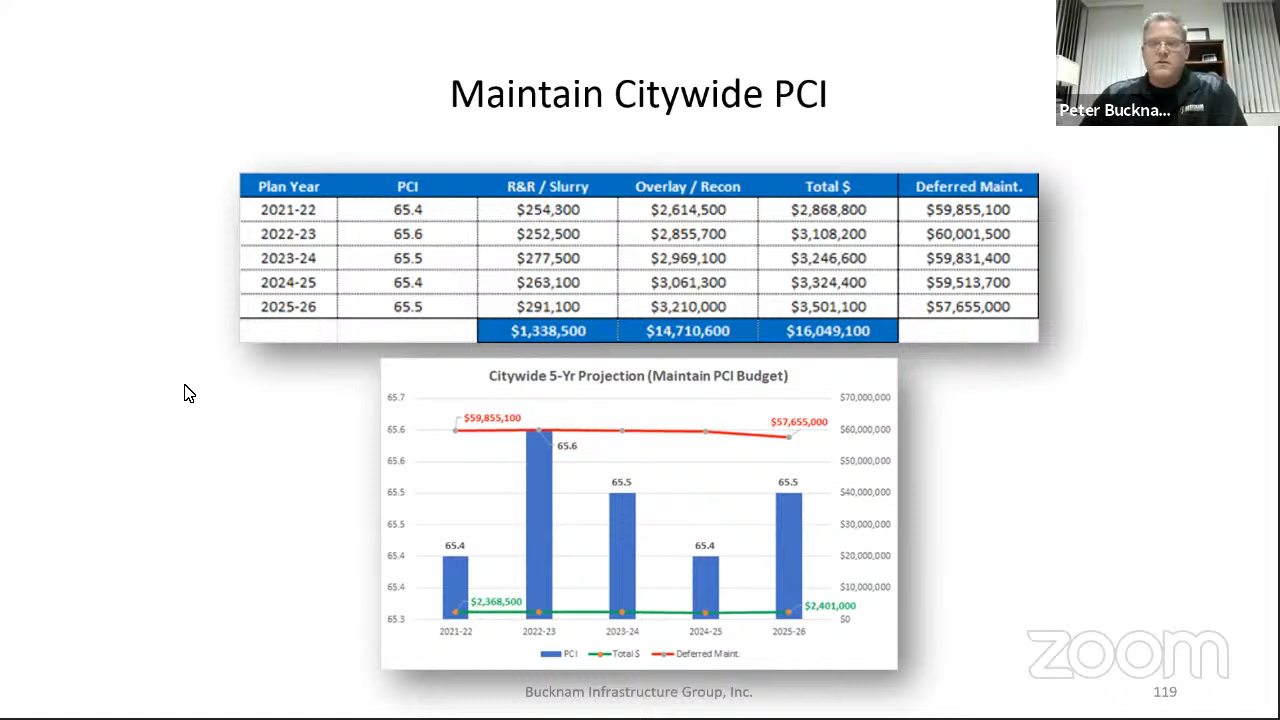 Maintain Citywide PCI
Peter Buckna...
Plan Year PCI R&R / Slurry Overlay / Recon Total $ Deferred Maint.
2021-22 65.4 $254,300 $2,614,500 $2,868,800 $59,855,100
2022-23 65.6 $252,500 $2,855,700 $3,108,200 $60,001,500
2023-24 65.5 $277,500 $2,969,100 $3,246,600 $59,831,400
2024-25 65.4 $263,100 $3,061,300 $3,324,400 $59,513,700
2025-26 65.5 $291,100 $3,210,000 $3,501,100 $57,655,000
$1,338,500 $14,710,600 $16,049,100
Citywide 5-Yr Projection (Maintain PCI Budget)
65.7 $70,000,000
$59,855,100 $57,655,000
65.6 $60,000,000
65.6
65.6 $50,000,000
65.5 65.5
65.5 $40,000,000
65.5 $30,000,000
65.4 65.4
65.4 $20,000,000
65.4 $10,000,000
$2,368,500 $2,401,000
65.3 $0
2021-22 2022-23 2023-24 2024-25 2025-26
PCI Total $ Deferred Maint.
zoom
Bucknam Infrastructure Group, Inc. 119